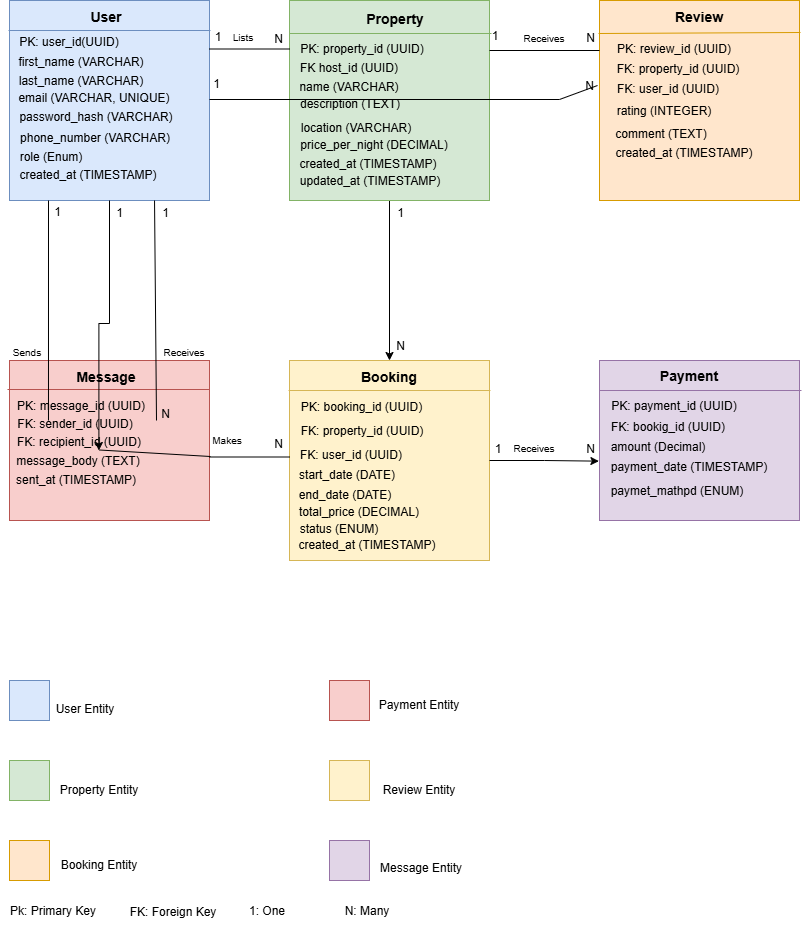 User
PK: user_id(UUID)
first_name (VARCHAR)
last_name (VARCHAR)
email (VARCHAR, UNIQUE)
password_hash (VARCHAR)
phone_number (VARCHAR)
role (Enum)
created_at (TIMESTAMP)
1 Lists N
1
Property
PK: property_id (UUID)
FK host_id (UUID)
name (VARCHAR)
description (TEXT)
location (VARCHAR)
price_per_night (DECIMAL)
created_at (TIMESTAMP)
updated_at (TIMESTAMP)
1 Receives N
N
Review
PK: review_id (UUID)
FK: property_id (UUID)
FK: user_id (UUID)
rating (INTEGER)
comment (TEXT)
created_at (TIMESTAMP)
1
1
1
1
N
Sends
Receives
Message
PK: message_id (UUID)
FK: sender_id (UUID)
FK: recipient_id (UUID)
message_body (TEXT)
sent_at (TIMESTAMP)
N
Makes N
Booking
PK: booking_id (UUID)
FK: property_id (UUID)
FK: user_id (UUID)
start_date (DATE)
end_date (DATE)
total_price (DECIMAL)
status (ENUM)
created_at (TIMESTAMP)
1 Receives N
Payment
PK: payment_id (UUID)
FK: bookig_id (UUID)
amount (Decimal)
payment_date (TIMESTAMP)
paymet_mathpd (ENUM)
User Entity
Payment Entity
Property Entity
Review Entity
Booking Entity
Message Entity
Pk: Primary Key
FK: Foreign Key
1: One
N: Many